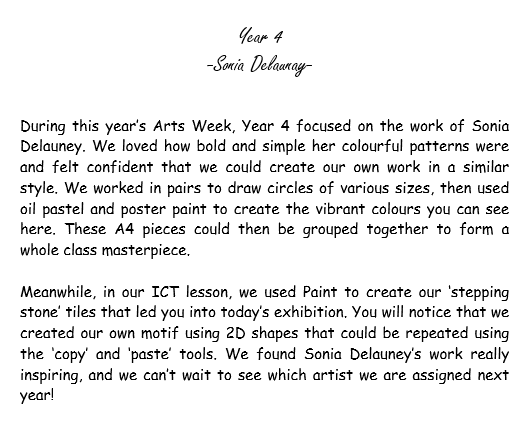 Year 4
-Sonia Delaunay-
During this year's Arts Week, Year 4 focused on the work of Sonia
Delauney. We loved how bold and simple her colourful patterns were
and felt confident that we could create our own work in a similar
style. We worked in pairs to draw circles of various sizes, then used
oil pastel and poster paint to create the vibrant colours you can see
here. These A4 pieces could then be grouped together to form a
whole class masterpiece.
Meanwhile, in our ICT lesson, we used Paint to create our 'stepping
stone' tiles that led you into today's exhibition. You will notice that we
created our own motif using 2D shapes that could be repeated using
the 'copy' and 'paste' tools. We found Sonia Delauney's work really
inspiring, and we can't wait to see which artist we are assigned next
year!